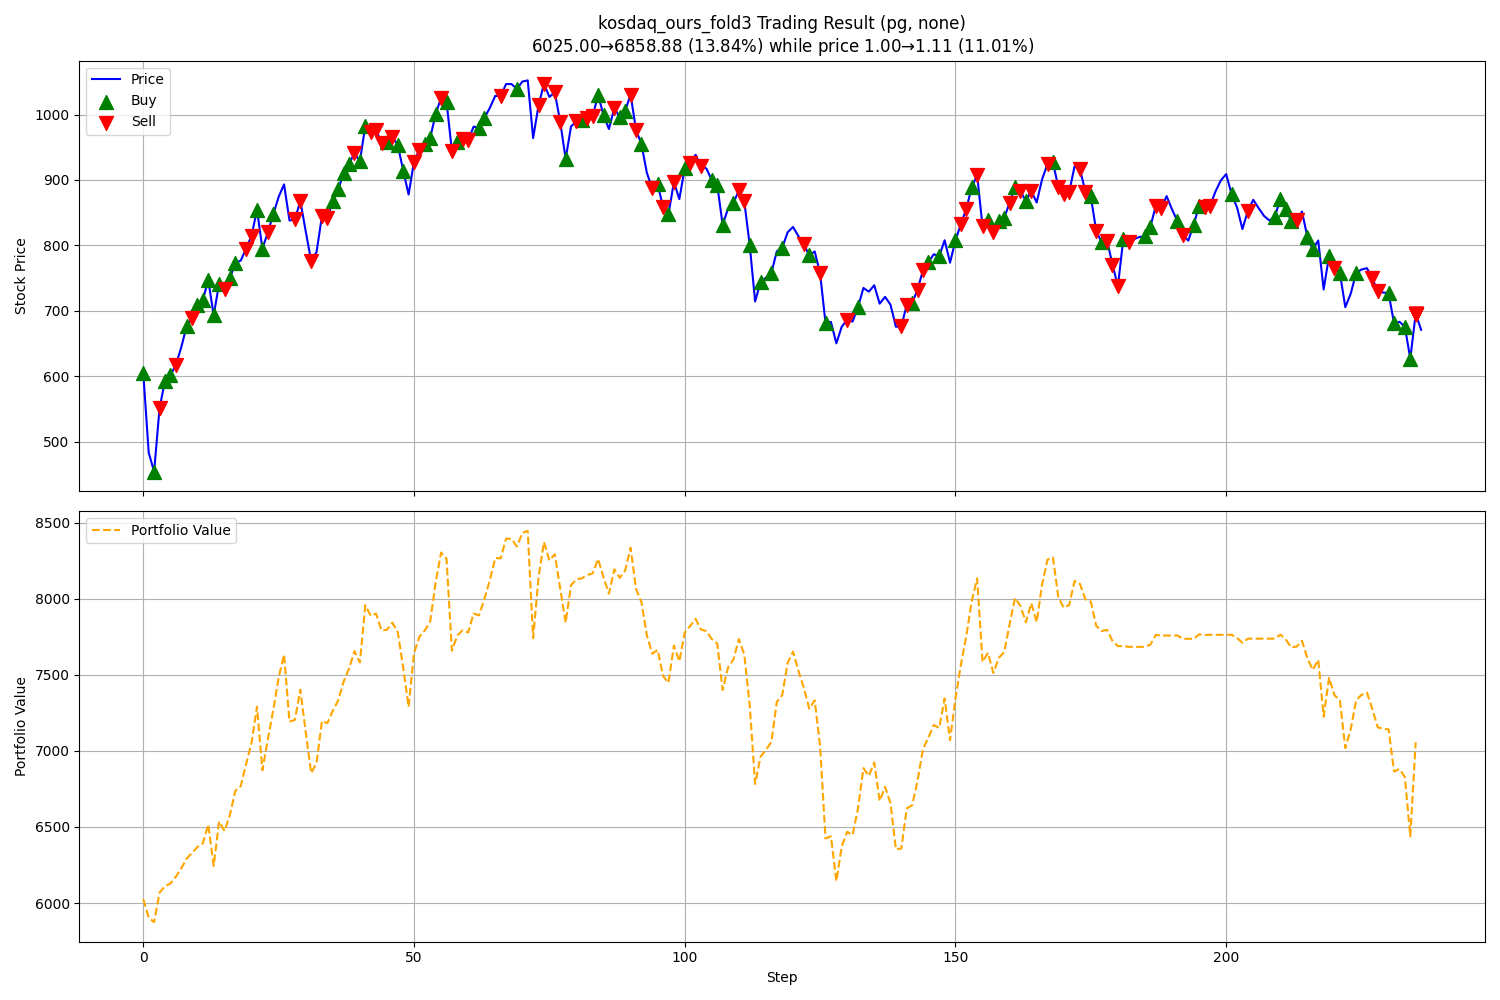 kosdaq_ours_fold3 Trading Result (pg, none)
6025.00→6858.88 (13.84%) while price 1.00→1.11 (11.01%)
Price
Buy
Sell
Stock Price
1000
900
800
700
600
500
Portfolio Value
Portfolio Value
8500
8000
7500
7000
6500
6000
0
50
100
150
200
Step